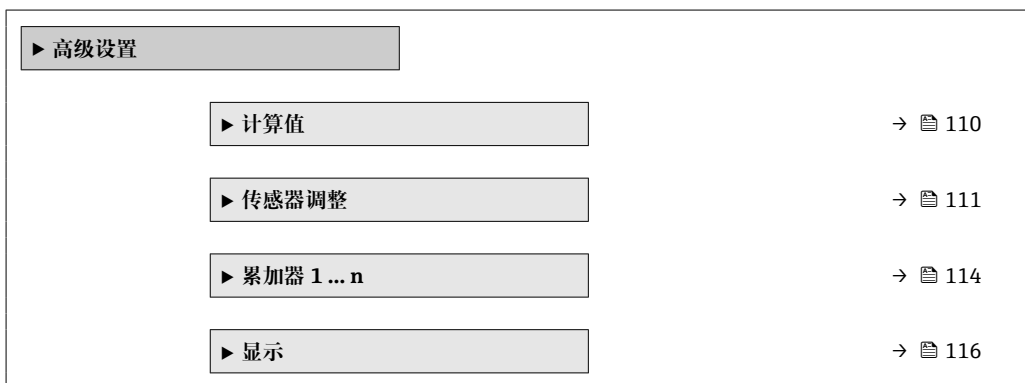 ▶ 高级设置
▶ 计算值 → 110
▶ 传感器调整 → 111
▶ 累加器 1 … n → 114
▶ 显示 → 116